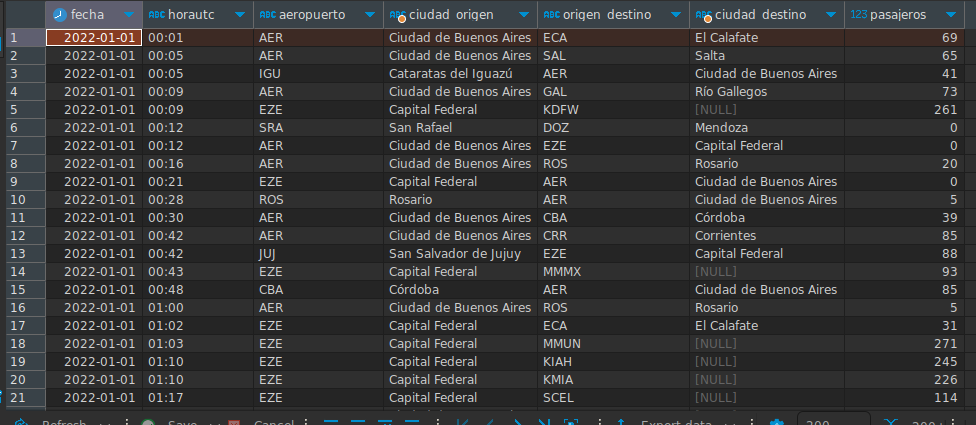 fecha ABC horautc ABC aeropuerto ABC ciudad_origen ABC origen_destino ABC ciudad_destino 123 pasajeros
1 2022-01-01 00:01 AER Ciudad de Buenos Aires ECA El Calafate 69
2 2022-01-01 00:05 AER Ciudad de Buenos Aires SAL Salta 65
3 2022-01-01 00:05 IGU Cataratas del Iguazú AER Ciudad de Buenos Aires 41
4 2022-01-01 00:09 AER Ciudad de Buenos Aires GAL Río Gallegos 73
5 2022-01-01 00:09 EZE Capital Federal KDFW [NULL] 261
6 2022-01-01 00:12 SRA San Rafael DOZ Mendoza 0
7 2022-01-01 00:12 AER Ciudad de Buenos Aires EZE Capital Federal 0
8 2022-01-01 00:16 AER Ciudad de Buenos Aires ROS Rosario 20
9 2022-01-01 00:21 EZE Capital Federal AER Ciudad de Buenos Aires 0
10 2022-01-01 00:28 ROS Rosario AER Ciudad de Buenos Aires 5
11 2022-01-01 00:30 AER Ciudad de Buenos Aires CBA Córdoba 39
12 2022-01-01 00:42 AER Ciudad de Buenos Aires CRR Corrientes 85
13 2022-01-01 00:42 JUJ San Salvador de Jujuy EZE Capital Federal 88
14 2022-01-01 00:43 EZE Capital Federal MMMX [NULL] 93
15 2022-01-01 00:48 CBA Córdoba AER Ciudad de Buenos Aires 85
16 2022-01-01 01:00 AER Ciudad de Buenos Aires ROS Rosario 5
17 2022-01-01 01:02 EZE Capital Federal ECA El Calafate 31
18 2022-01-01 01:03 EZE Capital Federal MMUN [NULL] 271
19 2022-01-01 01:10 EZE Capital Federal KIAH [NULL] 245
20 2022-01-01 01:10 EZE Capital Federal KMIA [NULL] 226
21 2022-01-01 01:17 EZE Capital Federal SCEL [NULL] 114
Refresh Save Cancel Export data 200 200+